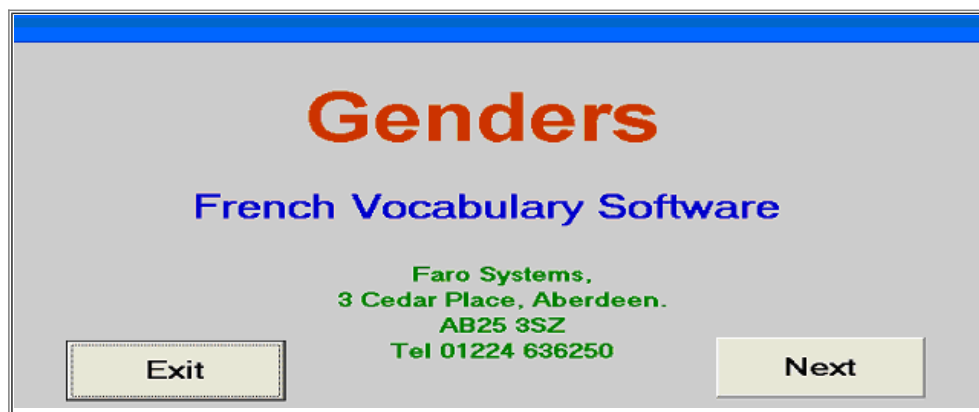 Genders
French Vocabulary Software
Faro Systems,
3 Cedar Place, Aberdeen.
AB25 3SZ
Tel 01224 636250
Exit
Next